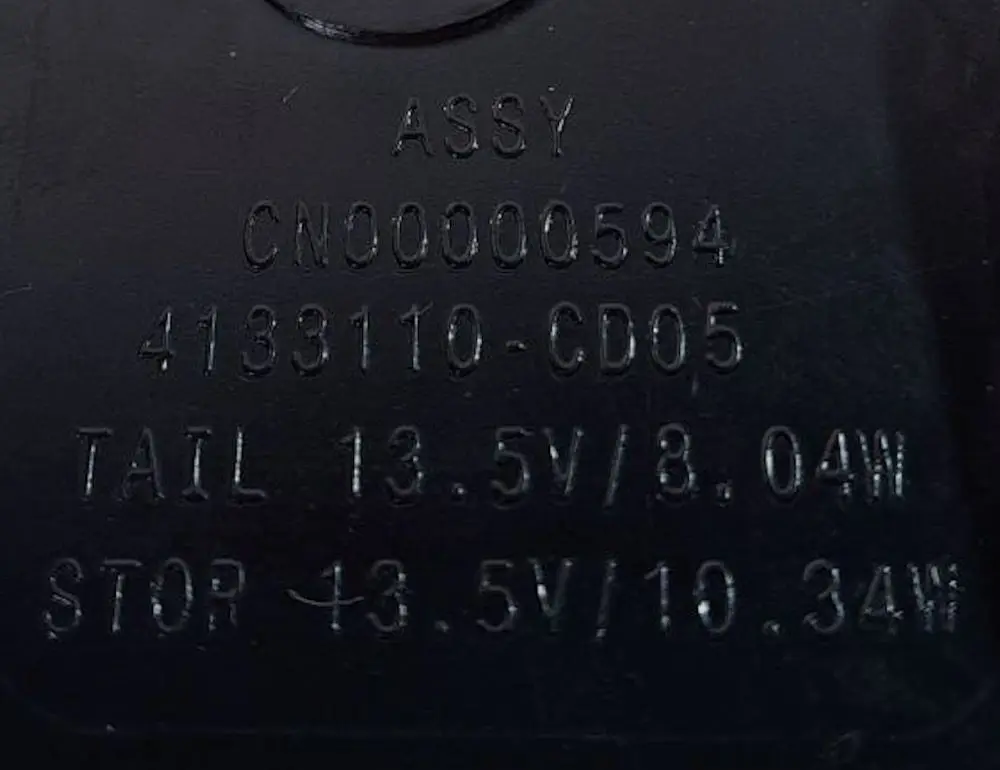 ASSY
CN00000594
4133110-CD05
TAIL 13.5V/8.04W
STOP 13.5V/10.34W